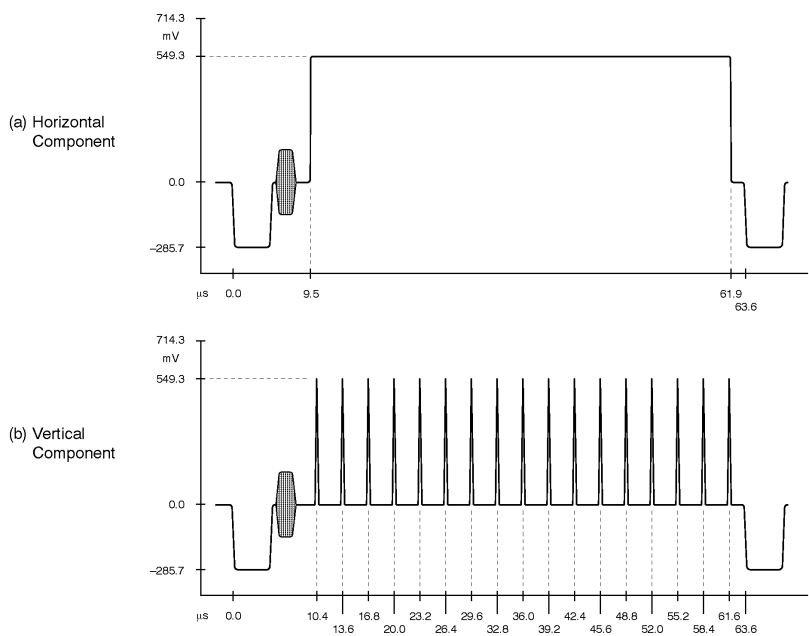 714.3
mV
549.3
(a) Horizontal
Component
0.0
−285.7
µs 0.0 9.5 61.9
63.6
714.3
mV
549.3
(b) Vertical
Component
0.0
−285.7
µs 0.0 10.4 16.8 23.2 29.6 36.0 42.4 48.8 55.2 61.6
13.6 20.0 26.4 32.8 39.2 45.6 52.0 58.4 63.6